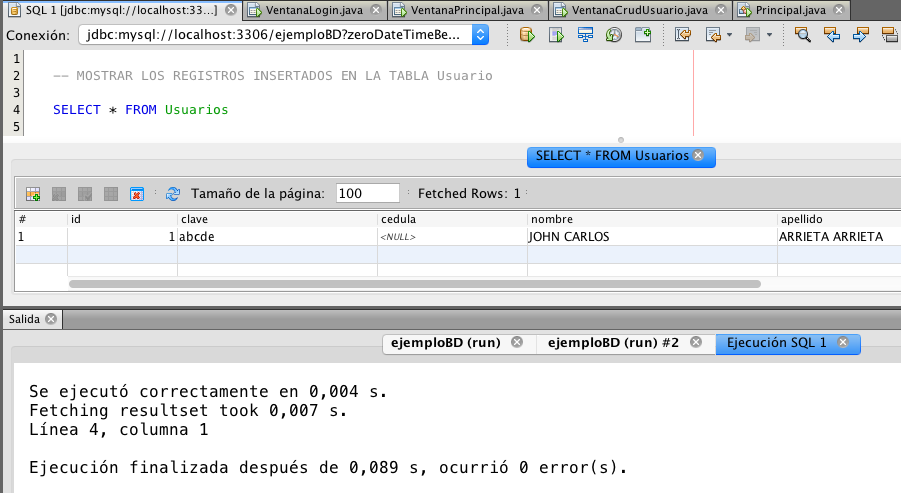 SQL 1 [jdbc:mysql://localhost:33...] VentanaLogin.java VentanaPrincipal.java VentanaCrudUsuario.java Principal.java
Conexión: jdbc:mysql://localhost:3306/ejemploBD?zeroDateTimeBe...
1
2 -- MOSTRAR LOS REGISTROS INSERTADOS EN LA TABLA Usuario
3
4 SELECT * FROM Usuarios
5
SELECT * FROM Usuarios
Tamaño de la página: 100 Fetched Rows: 1
# id clave cedula nombre apellido
1 1 abcde <NULL> JOHN CARLOS ARRIETA ARRIETA
Salida
ejemploBD (run) ejemploBD (run) #2 Ejecución SQL 1
Se ejecutó correctamente en 0,004 s.
Fetching resultset took 0,007 s.
Línea 4, columna 1
Ejecución finalizada después de 0,089 s, ocurrió 0 error(s).